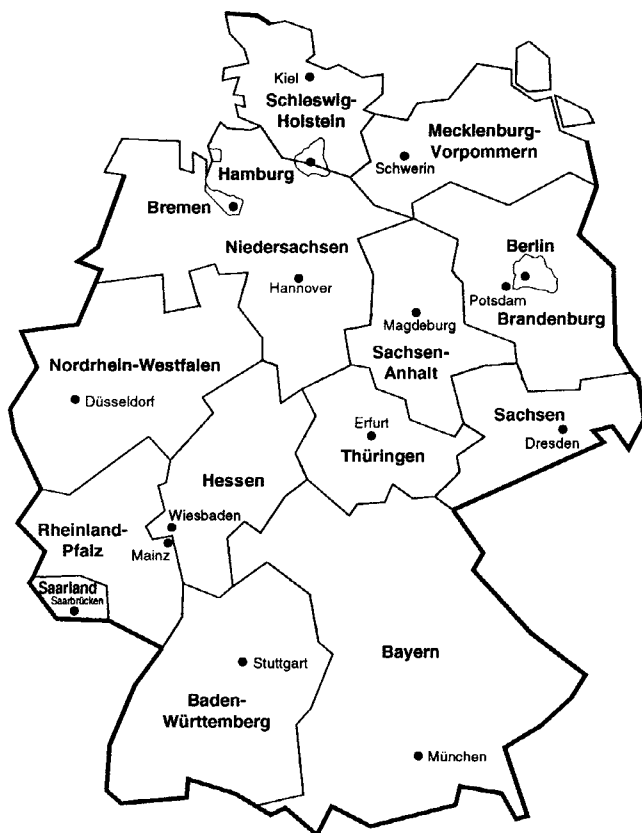 Kiel
Schleswig-
Holstein
Mecklenburg-
Vorpommern
Schwerin
Hamburg
Bremen
Niedersachsen
Hannover
Berlin
Potsdam
Brandenburg
Magdeburg
Sachsen-
Anhalt
Nordrhein-Westfalen
Düsseldorf
Erfurt
Thüringen
Sachsen
Dresden
Hessen
Wiesbaden
Rheinland-
Pfalz
Mainz
Saarland
Saarbrücken
Stuttgart
Baden-
Württemberg
Bayern
München